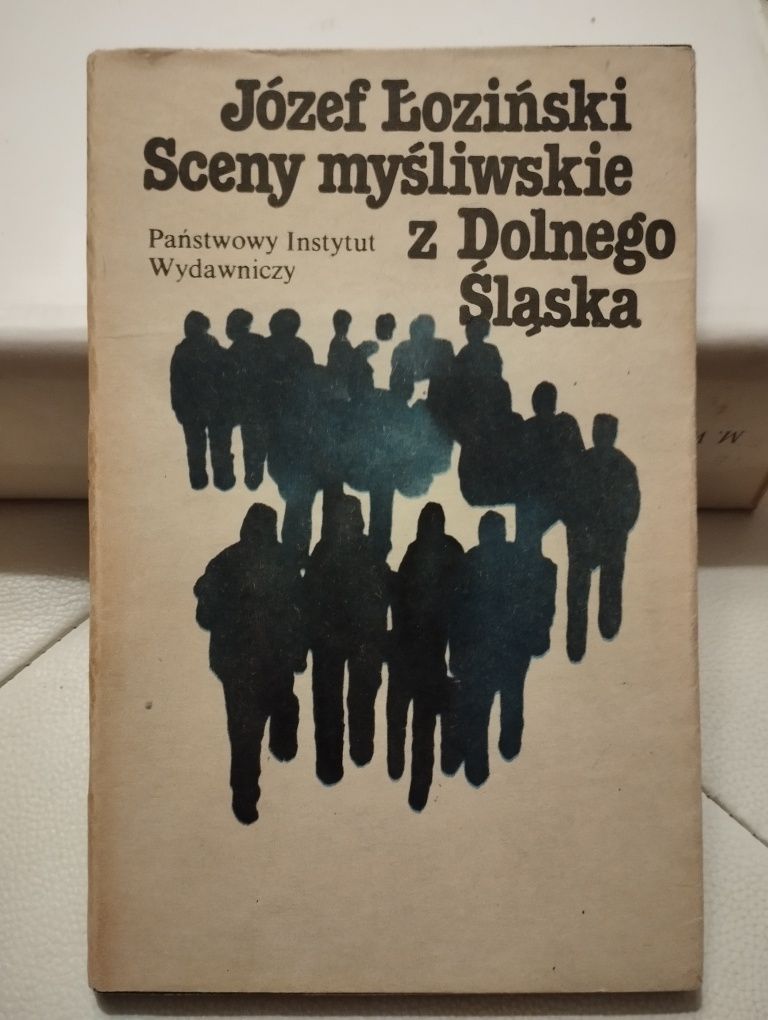 Józef Łoziński
Sceny myśliwskie
z Dolnego
Śląska
Państwowy Instytut
Wydawniczy